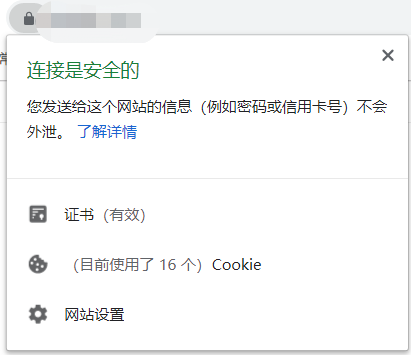 连接是安全的
您发送给这个网站的信息（例如密码或信用卡号）不会
外泄。 了解详情
证书（有效）
（目前使用了 16 个）Cookie
网站设置